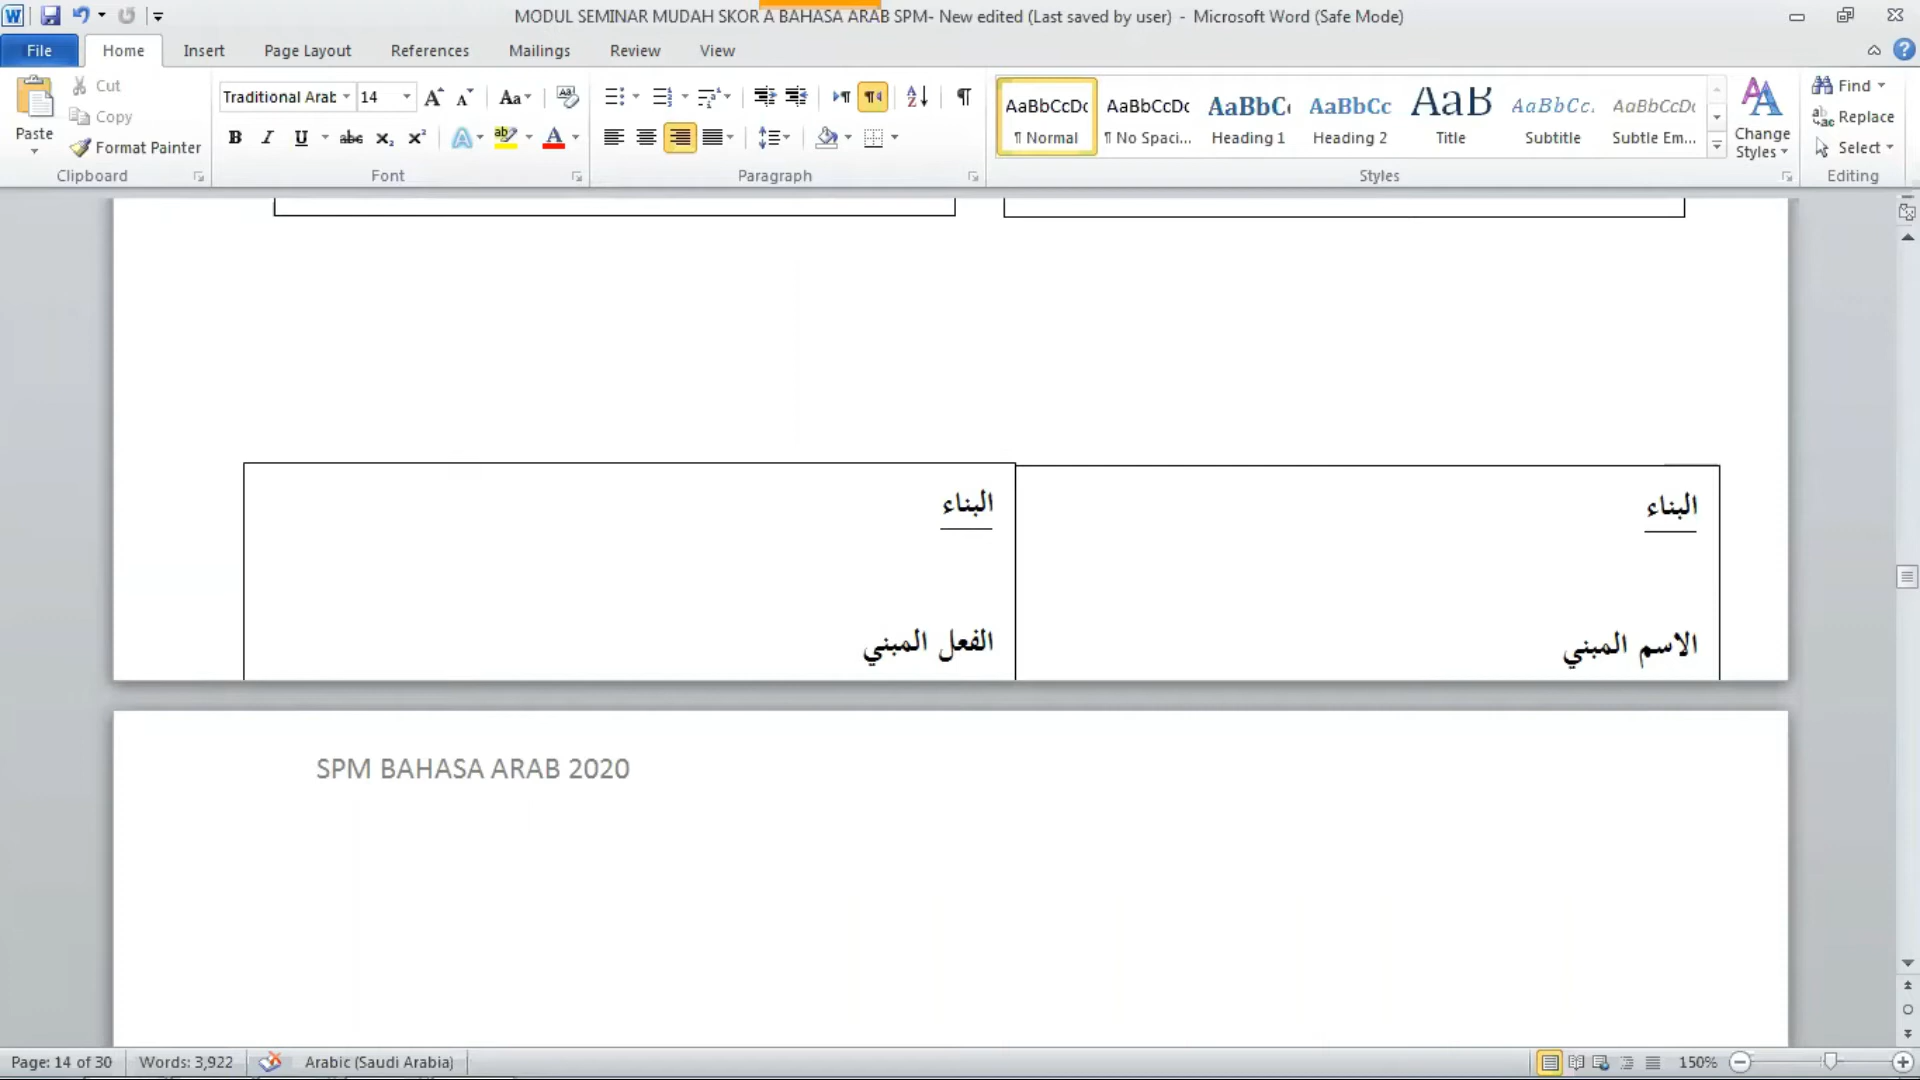 MODUL SEMINAR MUDAH SKOR A BAHASA ARAB SPM- New edited (Last saved by user) - Microsoft Word (Safe Mode)
File Home Insert Page Layout References Mailings Review View
Paste
Cut
Copy
Format Painter
Clipboard
Traditional Arab 14
Font
Paragraph
AaBbCcDc AaBbCcDc AaBbC AaBbCc AaB AaBbCc. AaBbCcDc
¶ Normal ¶ No Spaci... Heading 1 Heading 2 Title Subtitle Subtle Em...
Change
Styles
Styles
Find
Replace
Select
Editing
البناء
البناء
الاسم المبني
الفعل المبني
SPM BAHASA ARAB 2020
Page: 14 of 30 Words: 3,922 Arabic (Saudi Arabia) 150%